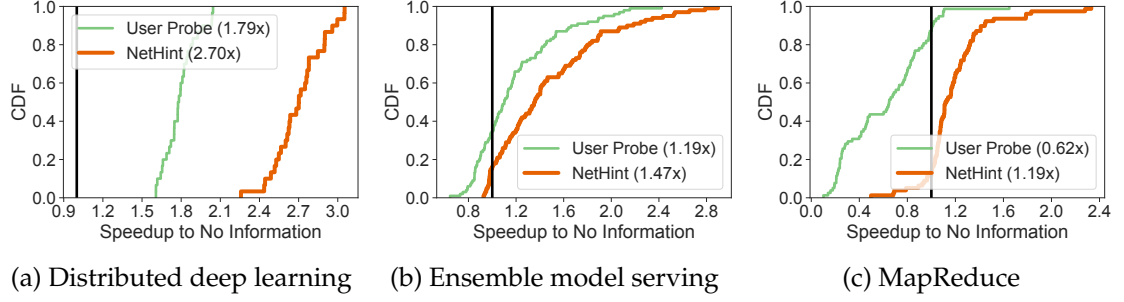 1.0
0.8
0.6
0.4
0.2
0.0
CDF
User Probe (1.79x)
NetHint (2.70x)
0.9 1.2 1.5 1.8 2.1 2.4 2.7 3.0
Speedup to No Information
(a) Distributed deep learning
1.0
0.8
0.6
0.4
0.2
0.0
CDF
User Probe (1.19x)
NetHint (1.47x)
0.8 1.2 1.6 2.0 2.4 2.8
Speedup to No Information
(b) Ensemble model serving
1.0
0.8
0.6
0.4
0.2
0.0
CDF
User Probe (0.62x)
NetHint (1.19x)
0.0 0.4 0.8 1.2 1.6 2.0 2.4
Speedup to No Information
(c) MapReduce